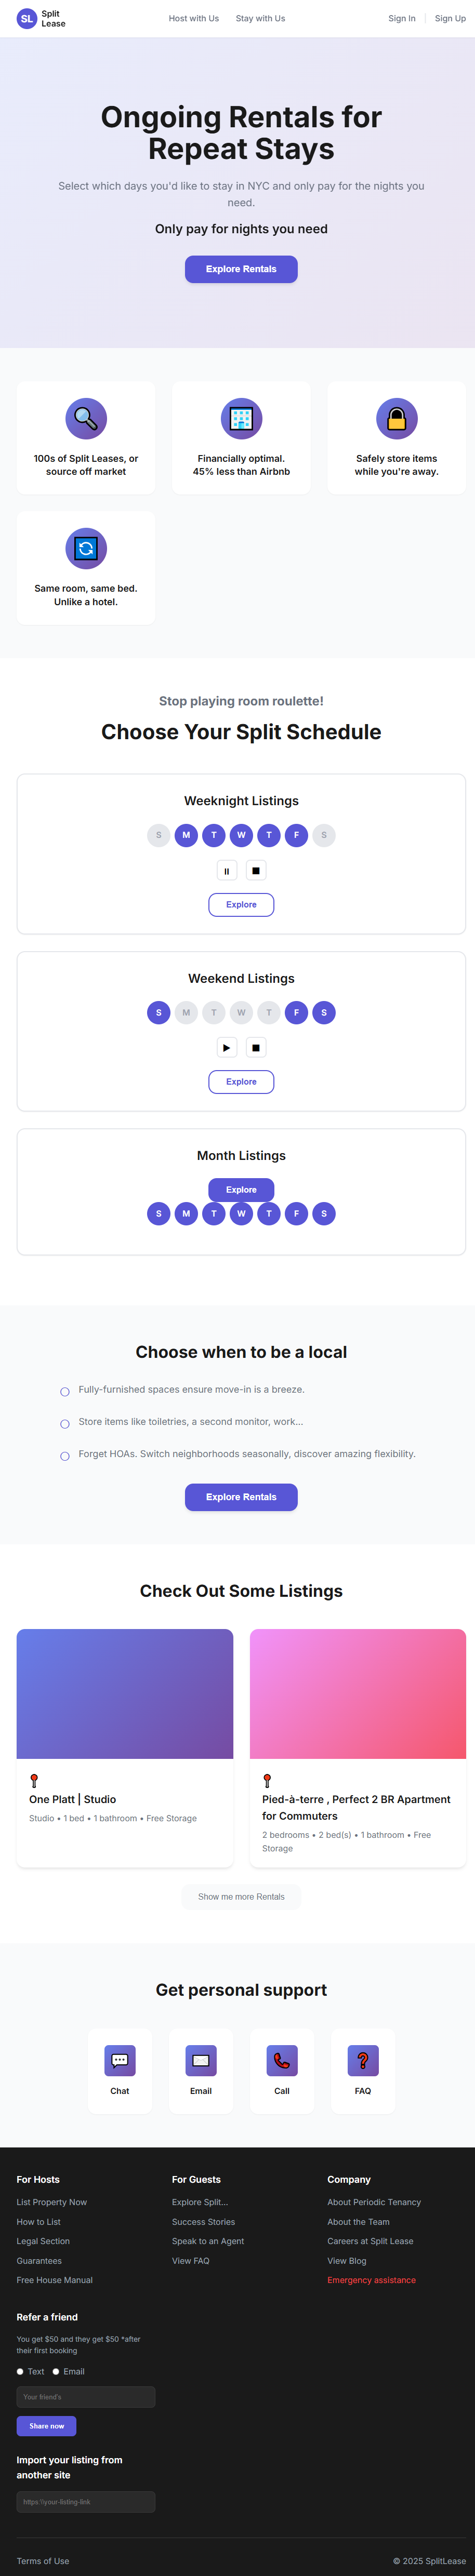 SL
Split
Lease
Host with Us
Stay with Us
Sign In
Sign Up
Ongoing Rentals for
Repeat Stays
Select which days you'd like to stay in NYC and only pay for the nights you
need.
Only pay for nights you need
Explore Rentals
100s of Split Leases, or
source off market
Financially optimal.
45% less than Airbnb
Safely store items
while you're away.
Same room, same bed.
Unlike a hotel.
Stop playing room roulette!
Choose Your Split Schedule
Weeknight Listings
S M T W T F S
Explore
Weekend Listings
S M T W T F S
Explore
Month Listings
Explore
S M T W T F S
Choose when to be a local
Fully-furnished spaces ensure move-in is a breeze.
Store items like toiletries, a second monitor, work...
Forget HOAs. Switch neighborhoods seasonally, discover amazing flexibility.
Explore Rentals
Check Out Some Listings
One Platt | Studio
Studio • 1 bed • 1 bathroom • Free Storage
Pied-à-terre , Perfect 2 BR Apartment
for Commuters
2 bedrooms • 2 bed(s) • 1 bathroom • Free
Storage
Show me more Rentals
Get personal support
Chat
Email
Call
FAQ
For Hosts
List Property Now
How to List
Legal Section
Guarantees
Free House Manual
For Guests
Explore Split...
Success Stories
Speak to an Agent
View FAQ
Company
About Periodic Tenancy
About the Team
Careers at Split Lease
View Blog
Emergency assistance
Refer a friend
You get $50 and they get $50 *after
their first booking
Text
Email
Your friend's
Share now
Import your listing from
another site
https:\\your-listing-link
Terms of Use
© 2025 SplitLease